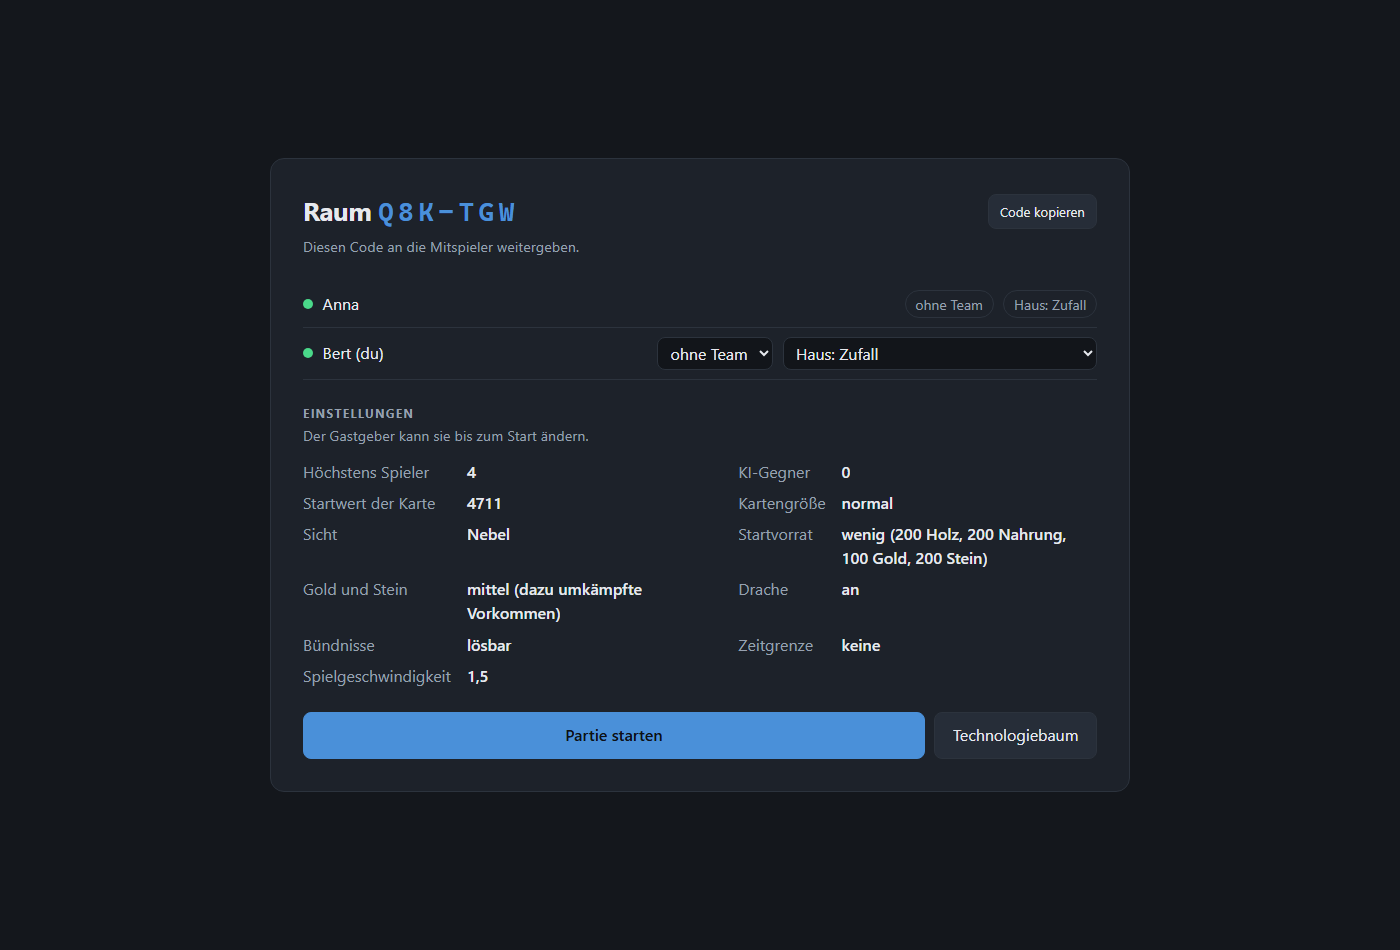 Raum Q8K-TGW
Code kopieren
Diesen Code an die Mitspieler weitergeben.
Anna
ohne Team
Haus: Zufall
Bert (du)
ohne Team
Haus: Zufall
EINSTELLUNGEN
Der Gastgeber kann sie bis zum Start ändern.
Höchstens Spieler 4
KI-Gegner 0
Startwert der Karte 4711
Kartengröße normal
Sicht Nebel
Startvorrat wenig (200 Holz, 200 Nahrung,
100 Gold, 200 Stein)
Gold und Stein mittel (dazu umkämpfte
Vorkommen)
Drache an
Bündnisse lösbar
Zeitgrenze keine
Spielgeschwindigkeit 1,5
Partie starten
Technologiebaum